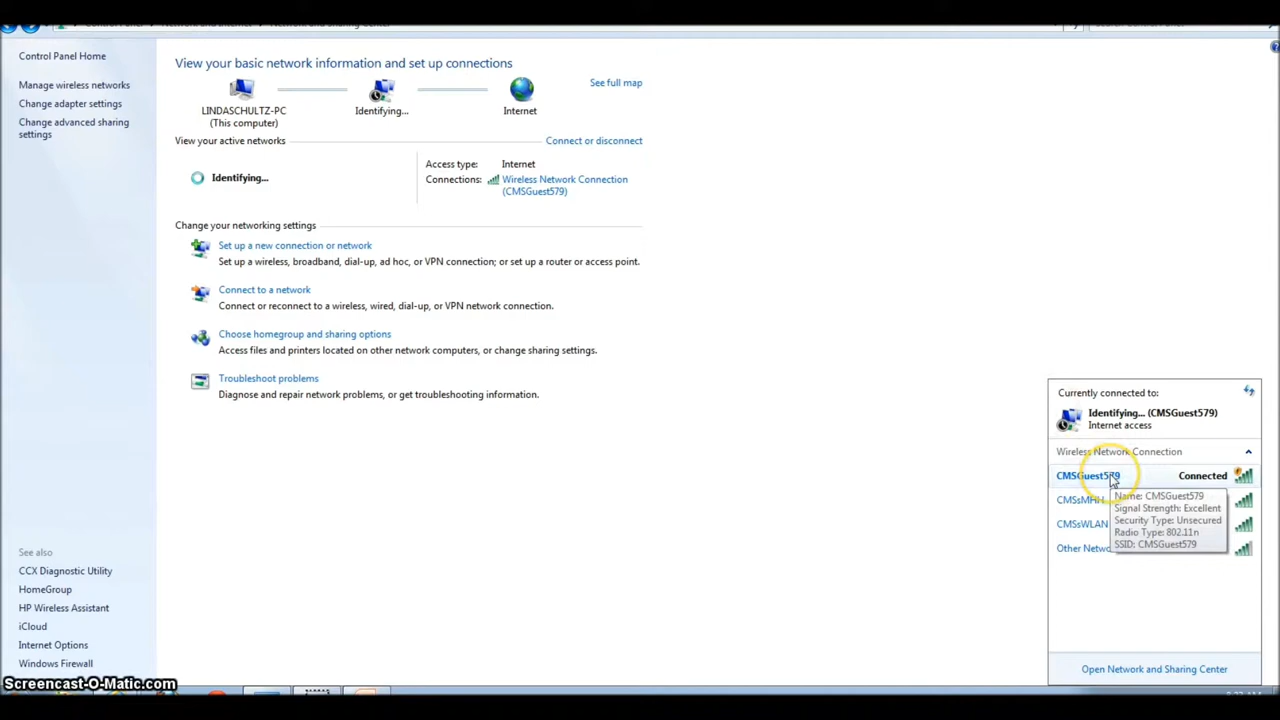 Control Panel Home
Manage wireless networks
Change adapter settings
Change advanced sharing
settings
View your basic network information and set up connections
See full map
LINDASCHULTZ-PC
(This computer)
Identifying...
Internet
View your active networks
Connect or disconnect
Identifying...
Access type: Internet
Connections: Wireless Network Connection
(CMSGuest579)
Change your networking settings
Set up a new connection or network
Set up a wireless, broadband, dial-up, ad hoc, or VPN connection; or set up a router or access point.
Connect to a network
Connect or reconnect to a wireless, wired, dial-up, or VPN network connection.
Choose homegroup and sharing options
Access files and printers located on other network computers, or change sharing settings.
Troubleshoot problems
Diagnose and repair network problems, or get troubleshooting information.
See also
CCX Diagnostic Utility
HomeGroup
HP Wireless Assistant
iCloud
Internet Options
Windows Firewall
Currently connected to:
Identifying... (CMSGuest579)
Internet access
Wireless Network Connection
CMSGuest579 Connected
CMSsMHH
CMSsWLAN
Other Netwo
Name: CMSGuest579
Signal Strength: Excellent
Security Type: Unsecured
Radio Type: 802.11n
SSID: CMSGuest579
Open Network and Sharing Center
Screencast-O-Matic.com